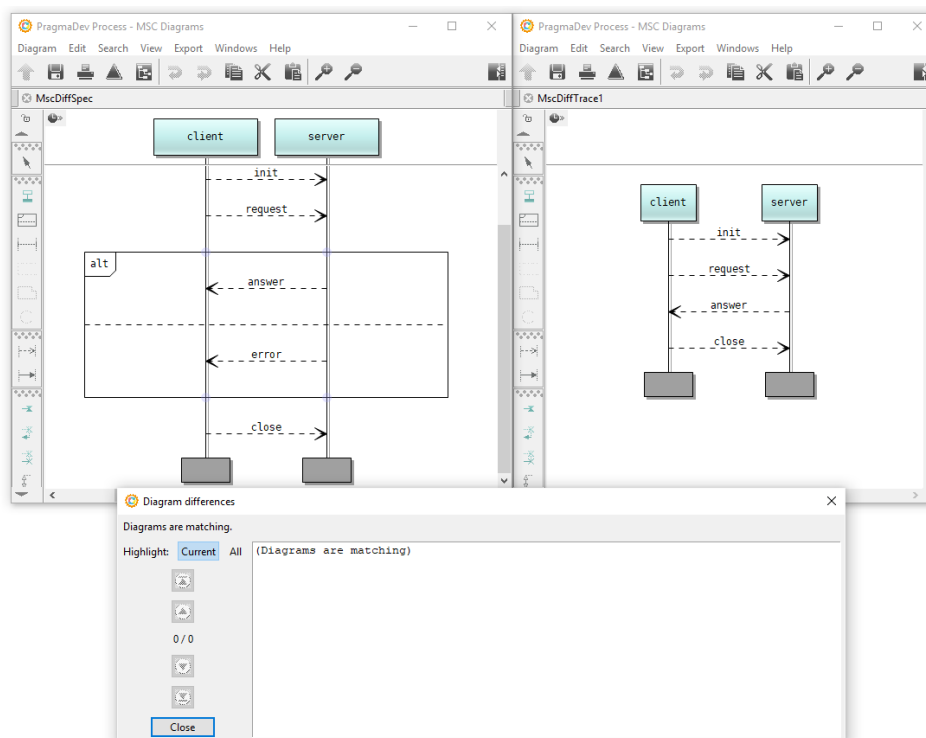 PragmaDev Process - MSC Diagrams
Diagram Edit Search View Export Windows Help
MscDiffSpec
client server
init
request
alt
answer
error
close
PragmaDev Process - MSC Diagrams
Diagram Edit Search View Export Windows Help
MscDiffTrace1
client server
init
request
answer
close
Diagram differences
Diagrams are matching.
Highlight: Current All
(Diagrams are matching)
0 / 0
Close